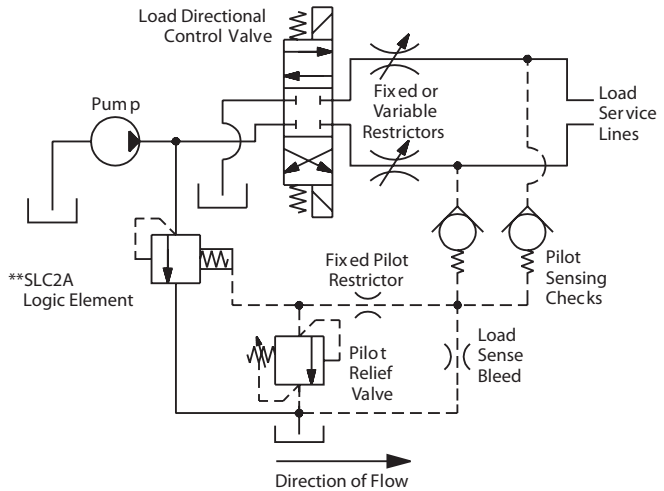 Load Directional
Control Valve
Pump
Fixed or
Variable
Restrictors
Load
Service
Lines
**SLC2A
Logic Element
Fixed Pilot
Restrictor
Pilot
Sensing
Checks
Pilot
Relief
Valve
Load
Sense
Bleed
Direction of Flow